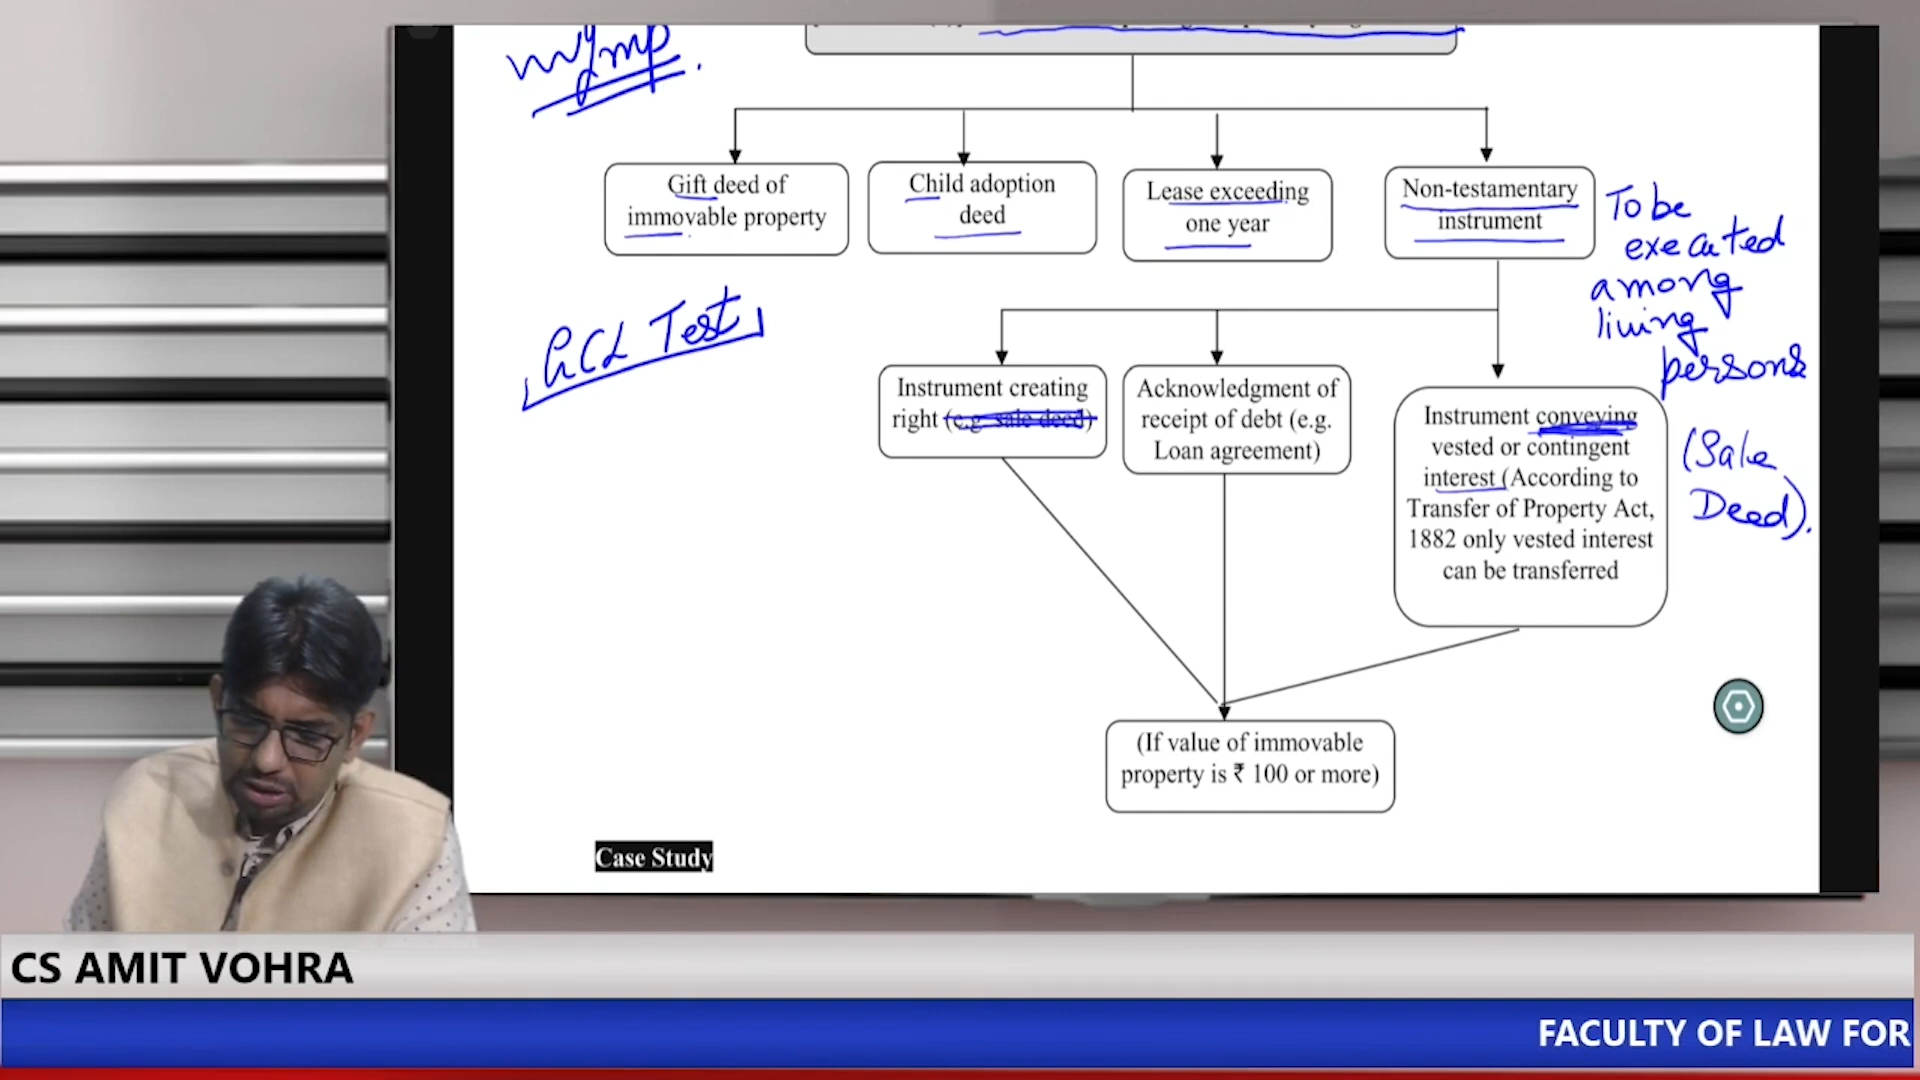 Gift deed of
immovable property
Child adoption
deed
Lease exceeding
one year
Non-testamentary
instrument
To be
executed
among
living
persons
Test
Instrument creating
right (e.g. sale deed)
Acknowledgment of
receipt of debt (e.g.
Loan agreement)
Instrument conveying
vested or contingent
interest (According to
Transfer of Property Act,
1882 only vested interest
can be transferred
(Sale
Deed).
(If value of immovable
property is ₹ 100 or more)
Case Study
CS AMIT VOHRA
FACULTY OF LAW FOR